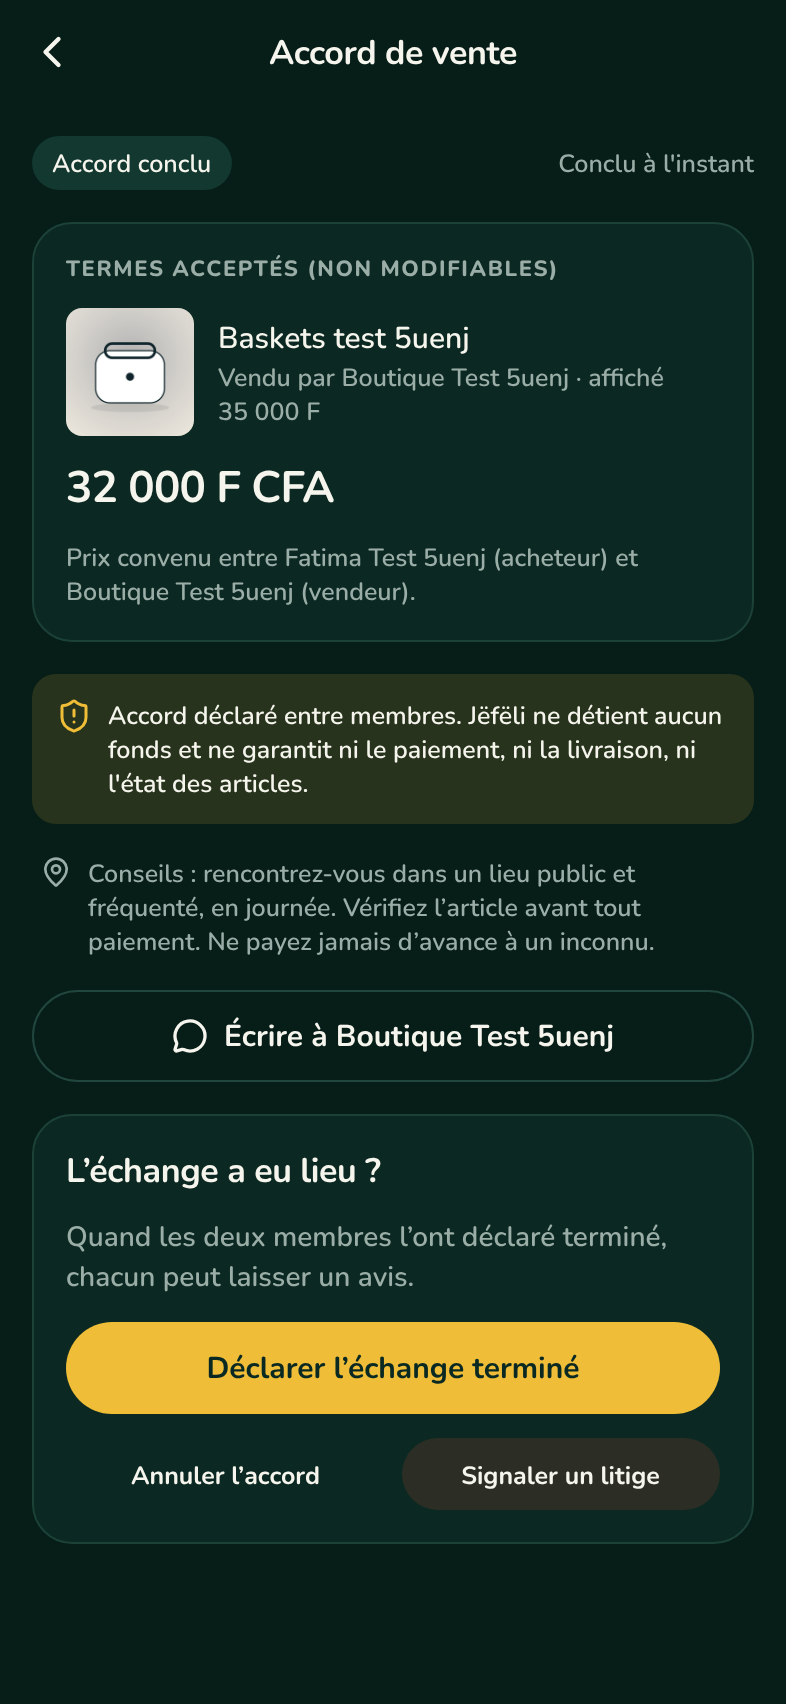 Accord de vente
Accord conclu
Conclu à l'instant
TERMES ACCEPTÉS (NON MODIFIABLES)
Baskets test 5uenj
Vendu par Boutique Test 5uenj · affiché
35 000 F
32 000 F CFA
Prix convenu entre Fatima Test 5uenj (acheteur) et
Boutique Test 5uenj (vendeur).
Accord déclaré entre membres. Jëfëli ne détient aucun
fonds et ne garantit ni le paiement, ni la livraison, ni
l'état des articles.
Conseils : rencontrez-vous dans un lieu public et
fréquenté, en journée. Vérifiez l’article avant tout
paiement. Ne payez jamais d’avance à un inconnu.
Écrire à Boutique Test 5uenj
L’échange a eu lieu ?
Quand les deux membres l’ont déclaré terminé,
chacun peut laisser un avis.
Déclarer l’échange terminé
Annuler l’accord
Signaler un litige